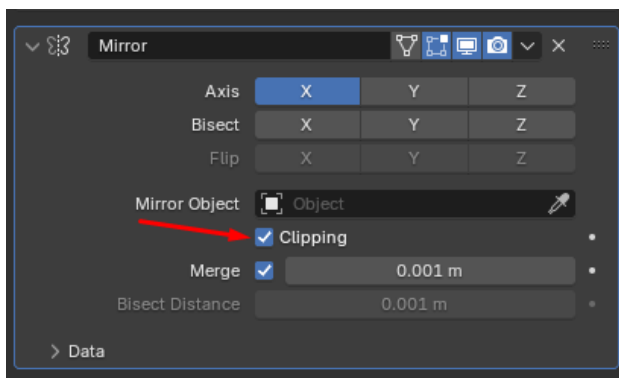 Mirror
Axis X Y Z
Bisect X Y Z
Flip X Y Z
Mirror Object Object
Clipping
Merge 0.001 m
Bisect Distance 0.001 m
Data